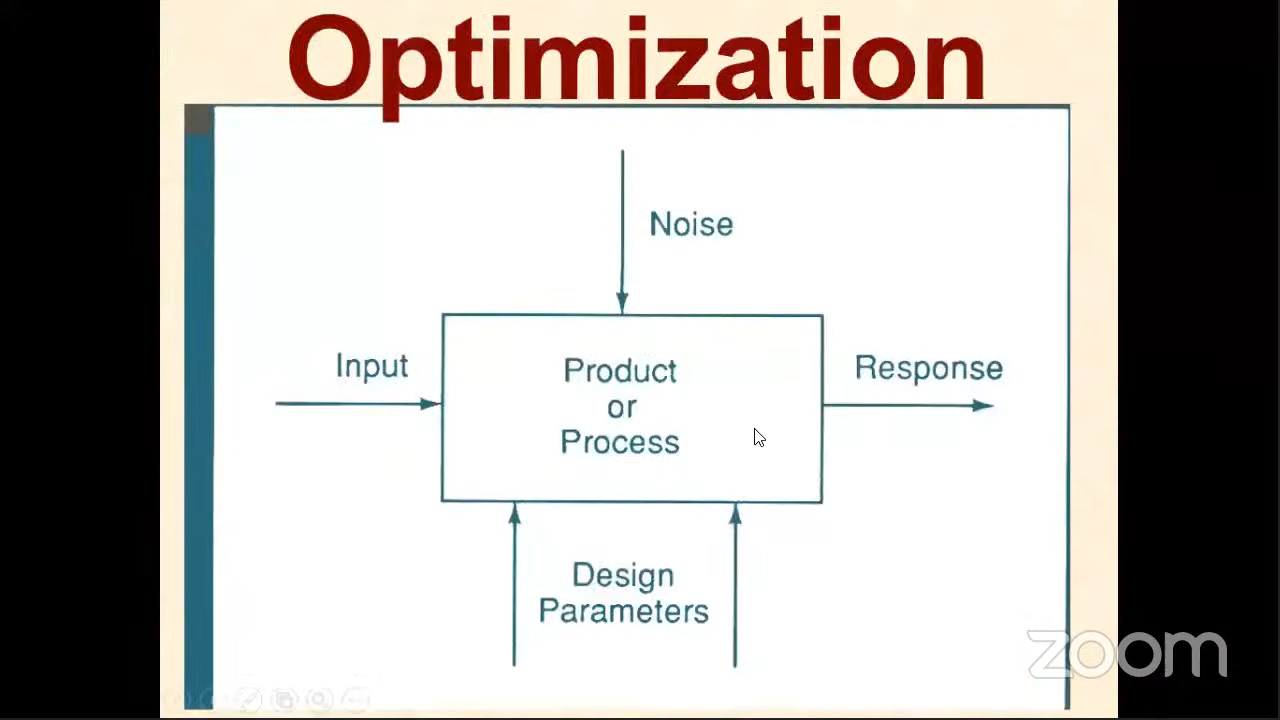 Optimization
Noise
Input
Product
or
Process
Response
Design
Parameters
zoom